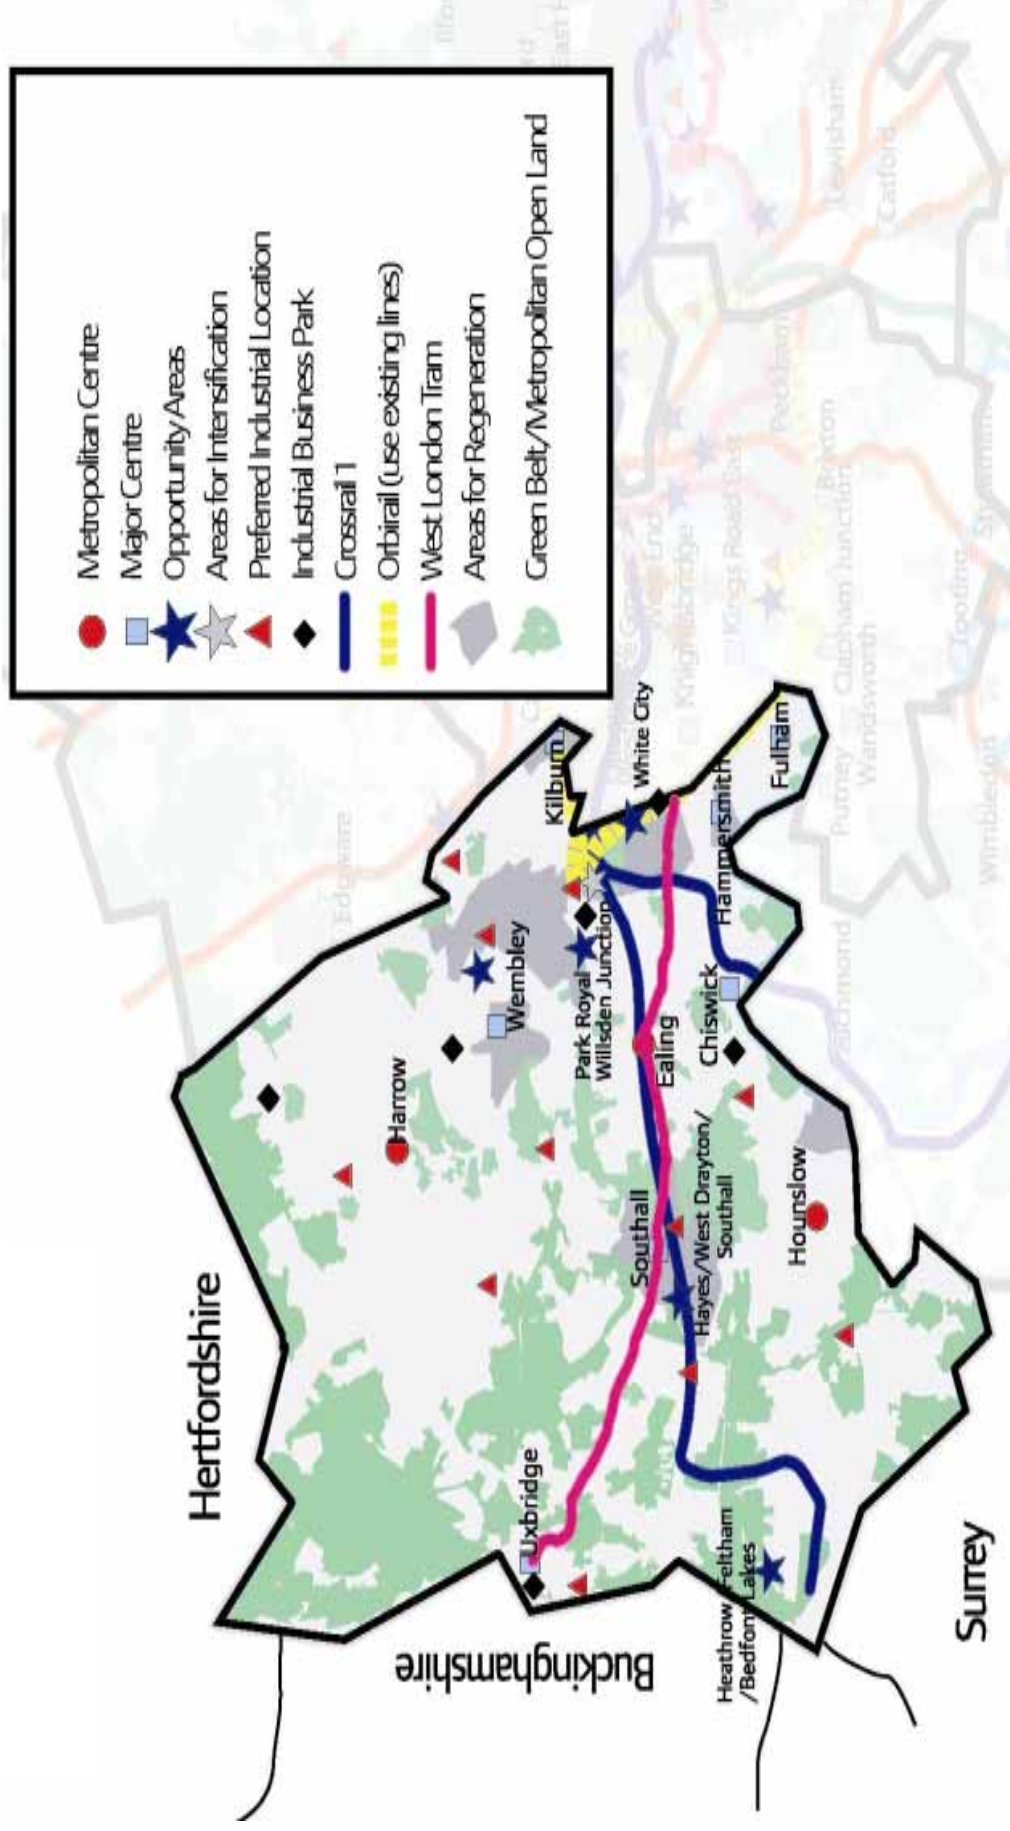 Metropolitan Centre
Major Centre
Opportunity Areas
Areas for Intensification
Preferred Industrial Location
Industrial Business Park
Crossrail 1
Orbirail (use existing lines)
West London Tram
Areas for Regeneration
Green Belt/Metropolitan Open Land
Hertfordshire
Buckinghamshire
Surrey
Harrow
Wembley
Kilburn
White City
Park Royal
Willsden Junction
Uxbridge
Southall
Ealing
Hayes/West Drayton/
Southall
Chiswick
Hammersmith
Fulham
Hounslow
Heathrow Feltham
/Bedfont Lakes
Edgware
West End
Knightsbridge
Kings Road East
Peckham
Brixton
Lewisham
Catford
Clapham Junction
Putney
Wandsworth
Tooting
Streatham
Wimbledon
Richmond